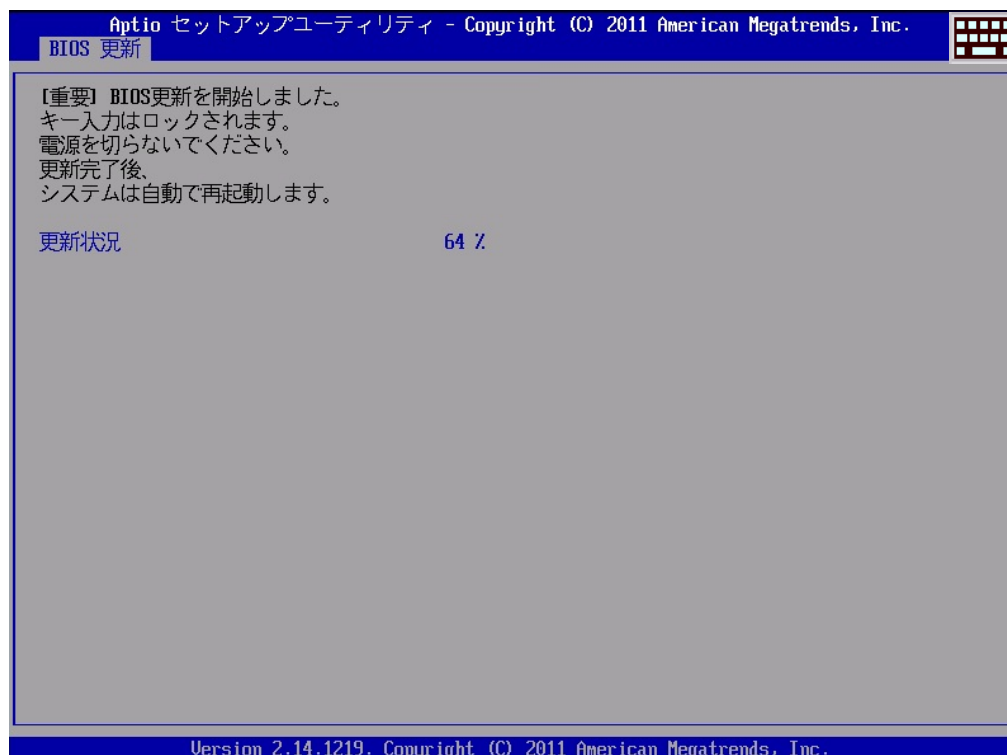 Aptio セットアップユーティリティ - Copyright (C) 2011 American Megatrends, Inc.
BIOS 更新
[重要] BIOS更新を開始しました。
キー入力はロックされます。
電源を切らないでください。
更新完了後、
システムは自動で再起動します。
更新状況 64 %
Version 2.14.1219. Copyright (C) 2011 American Megatrends, Inc.